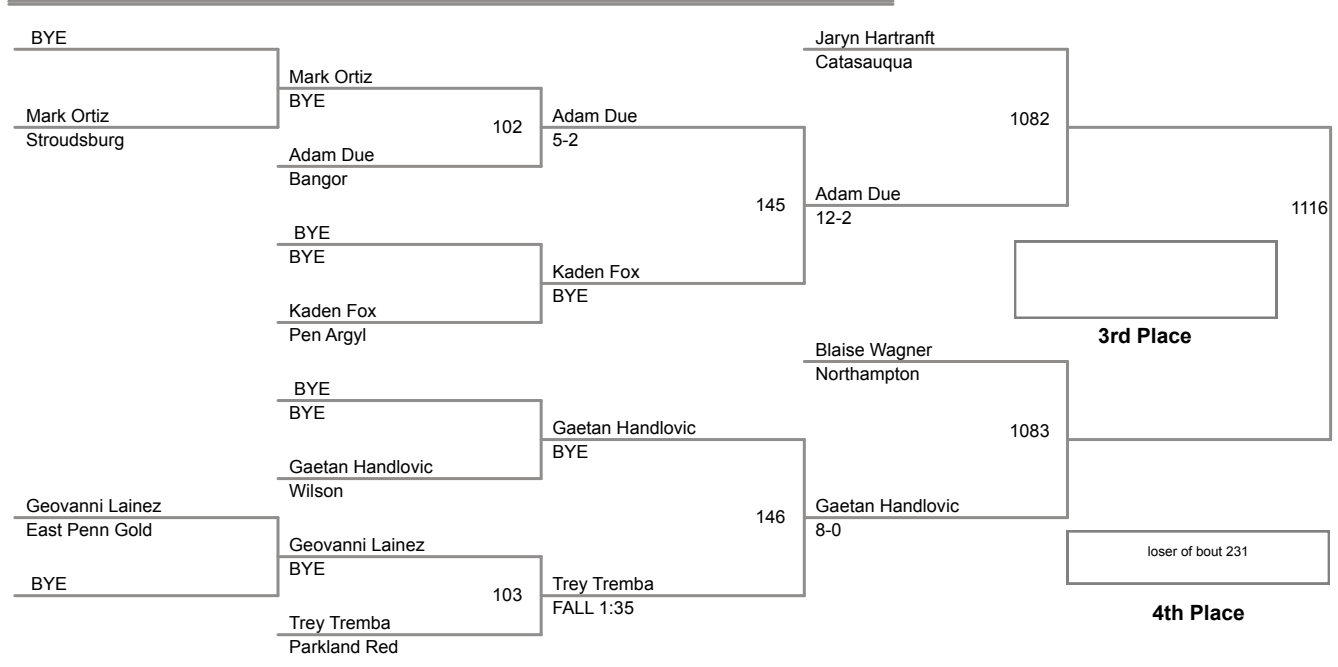 BYE
Jaryn Hartranft
Catasauqua
Mark Ortiz
BYE
Mark Ortiz
Stroudsburg
102
Adam Due
5-2
1082
Adam Due
Bangor
145
Adam Due
12-2
1116
BYE
BYE
Kaden Fox
BYE
Kaden Fox
Pen Argyl
3rd Place
Blaise Wagner
Northampton
BYE
BYE
Gaetan Handlovic
BYE
1083
Gaetan Handlovic
Wilson
Geovanni Lainez
East Penn Gold
146
Gaetan Handlovic
8-0
Geovanni Lainez
BYE
loser of bout 231
BYE
103
Trey Tremba
FALL 1:35
4th Place
Trey Tremba
Parkland Red